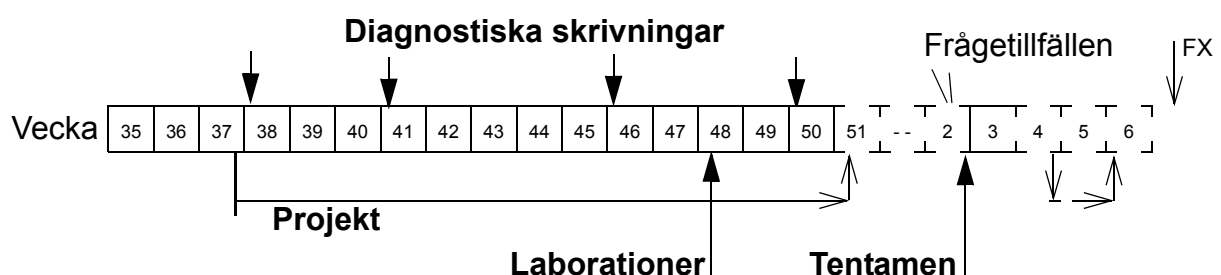 Diagnostiska skrivningar
Frågetillfällen
FX
Vecka 35 36 37 38 39 40 41 42 43 44 45 46 47 48 49 50 51 -- 2 3 4 5 6
Projekt
Laborationer Tentamen